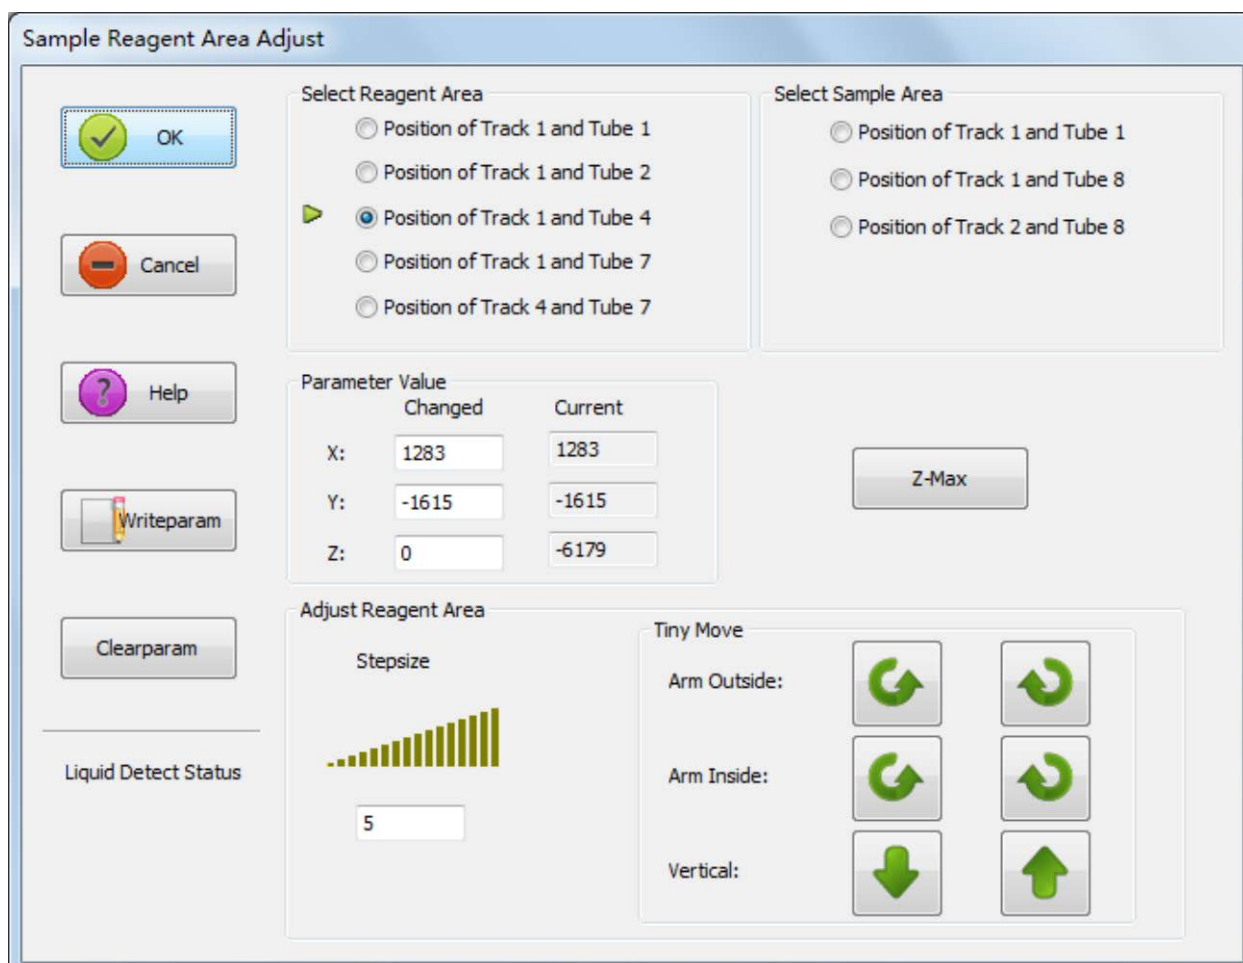 Sample Reagent Area Adjust
OK
Cancel
Help
Writeparam
Clearparam
Liquid Detect Status
Select Reagent Area
Position of Track 1 and Tube 1
Position of Track 1 and Tube 2
Position of Track 1 and Tube 4
Position of Track 1 and Tube 7
Position of Track 4 and Tube 7
Select Sample Area
Position of Track 1 and Tube 1
Position of Track 1 and Tube 8
Position of Track 2 and Tube 8
Parameter Value
Changed Current
X: 1283 1283
Y: -1615 -1615
Z: 0 -6179
Z-Max
Adjust Reagent Area
Stepsize
5
Tiny Move
Arm Outside:
Arm Inside:
Vertical: